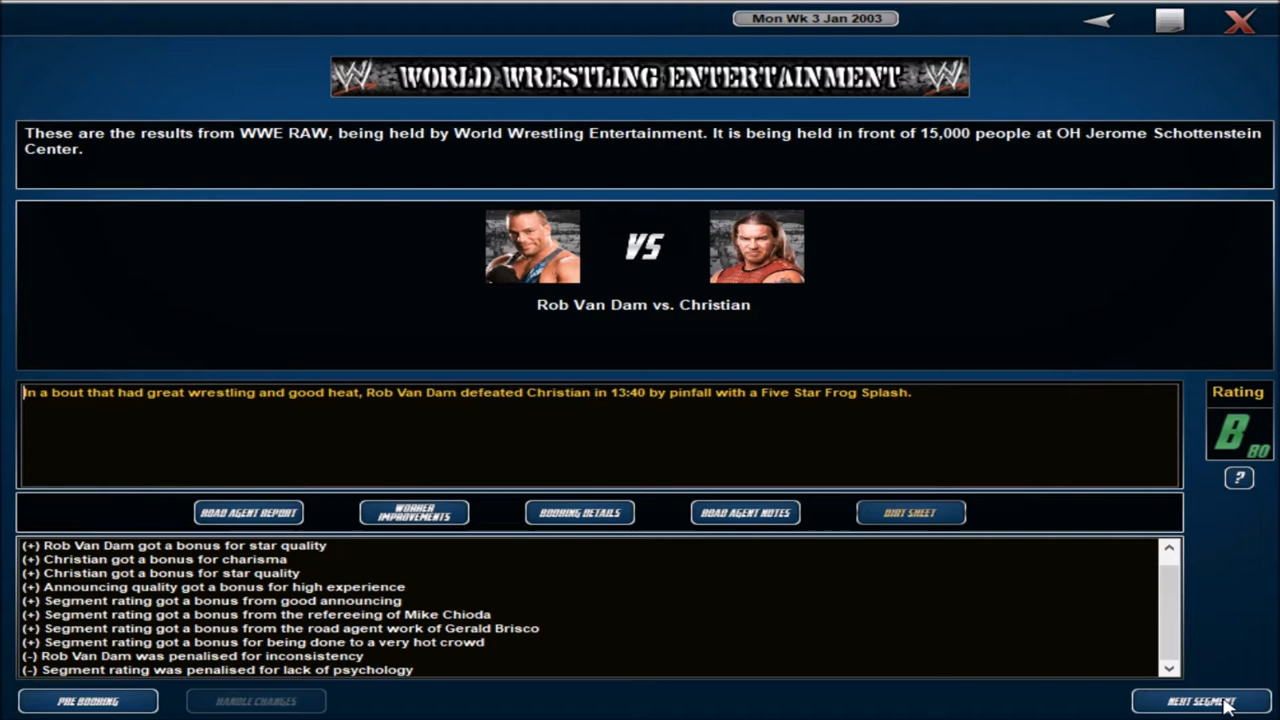 Mon Wk 3 Jan 2003
W WORLD WRESTLING ENTERTAINMENT W
These are the results from WWE RAW, being held by World Wrestling Entertainment. It is being held in front of 15,000 people at OH Jerome Schottenstein
Center.
VS
Rob Van Dam vs. Christian
In a bout that had great wrestling and good heat, Rob Van Dam defeated Christian in 13:40 by pinfall with a Five Star Frog Splash.
Rating
B 80
?
ROAD AGENT REPORT
WORKER
IMPROVEMENTS
BOOKING DETAILS
ROAD AGENT NOTES
DIRT SHEET
(+) Rob Van Dam got a bonus for star quality
(+) Christian got a bonus for charisma
(+) Christian got a bonus for star quality
(+) Announcing quality got a bonus for high experience
(+) Segment rating got a bonus from good announcing
(+) Segment rating got a bonus from the refereeing of Mike Chioda
(+) Segment rating got a bonus from the road agent work of Gerald Brisco
(+) Segment rating got a bonus for being done to a very hot crowd
(-) Rob Van Dam was penalised for inconsistency
(-) Segment rating was penalised for lack of psychology
PRE BOOKING
HANDLE CHANGES
NEXT SEGMENT